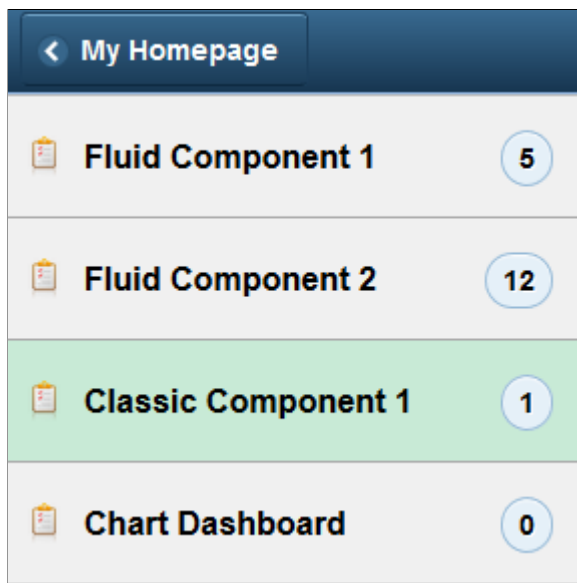 My Homepage
Fluid Component 1 5
Fluid Component 2 12
Classic Component 1 1
Chart Dashboard 0